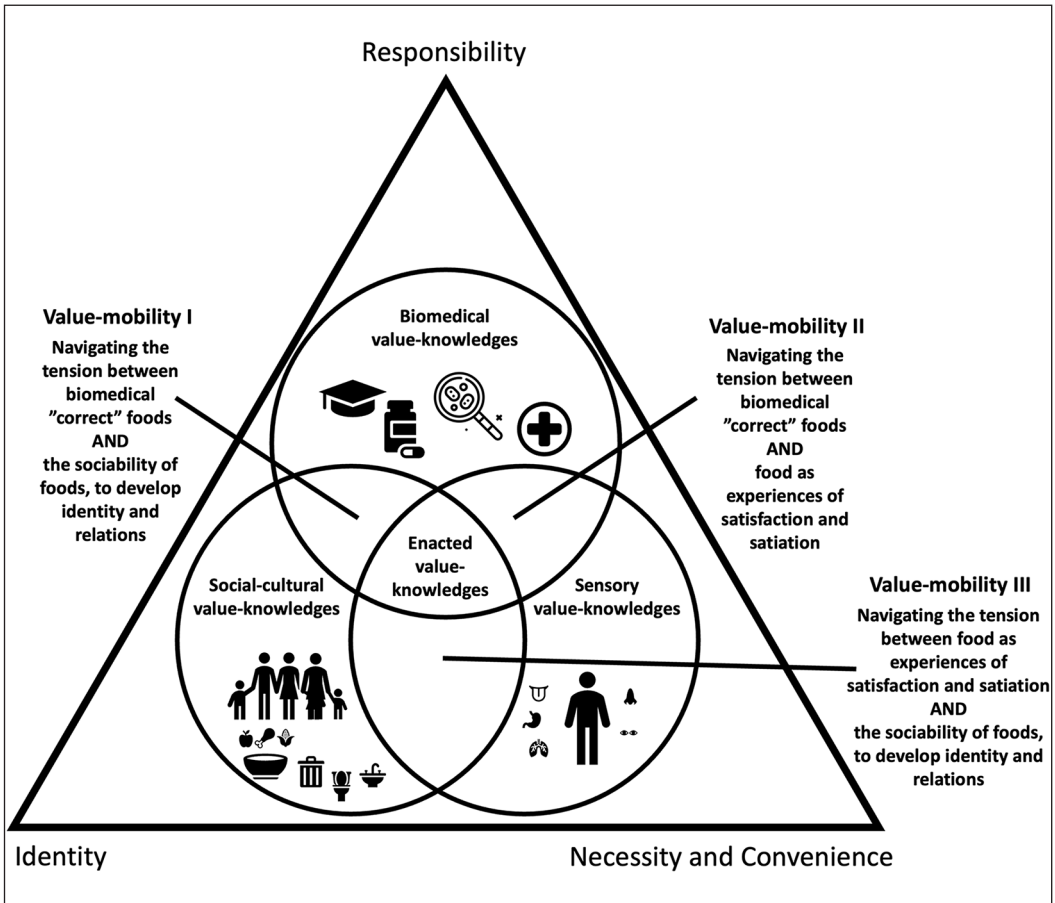 Responsibility
Value-mobility I
Navigating the
tension between
biomedical
”correct” foods
AND
the sociability of
foods, to develop
identity and
relations
Biomedical
value-knowledges
Value-mobility II
Navigating the
tension between
biomedical
”correct” foods
AND
food as
experiences of
satisfaction and
satiation
Enacted
value-
knowledges
Social-cultural
value-knowledges
Sensory
value-knowledges
Value-mobility III
Navigating the tension
between food as
experiences of
satisfaction and satiation
AND
the sociability of foods,
to develop identity and
relations
Identity
Necessity and Convenience